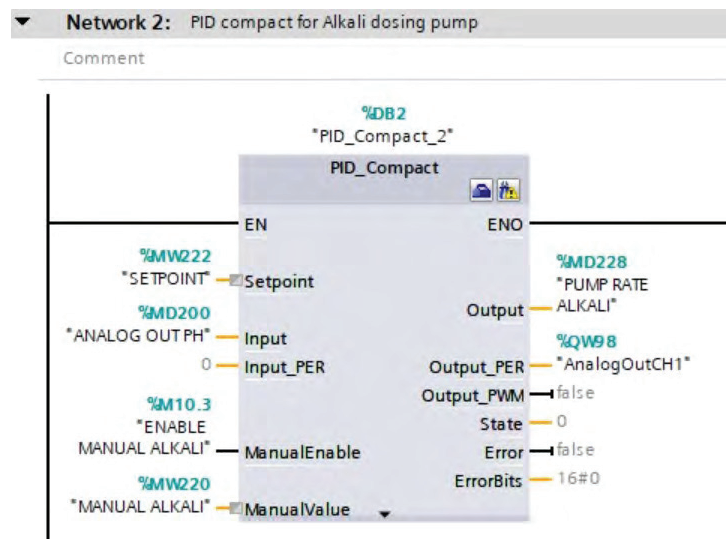 Network 2: PID compact for Alkali dosing pump
Comment
%DB2
"PID_Compact_2"
PID_Compact
EN ENO
%MW222
"SETPOINT" Setpoint
%MD228
"PUMP RATE
ALKALI"
Output
%MD200
"ANALOG OUT PH" Input
0 Input_PER
%QW98
Output_PER "AnalogOutCH1"
Output_PWM false
State 0
%M10.3
"ENABLE
MANUAL ALKALI" ManualEnable
Error false
ErrorBits 16#0
%MW220
"MANUAL ALKALI" ManualValue